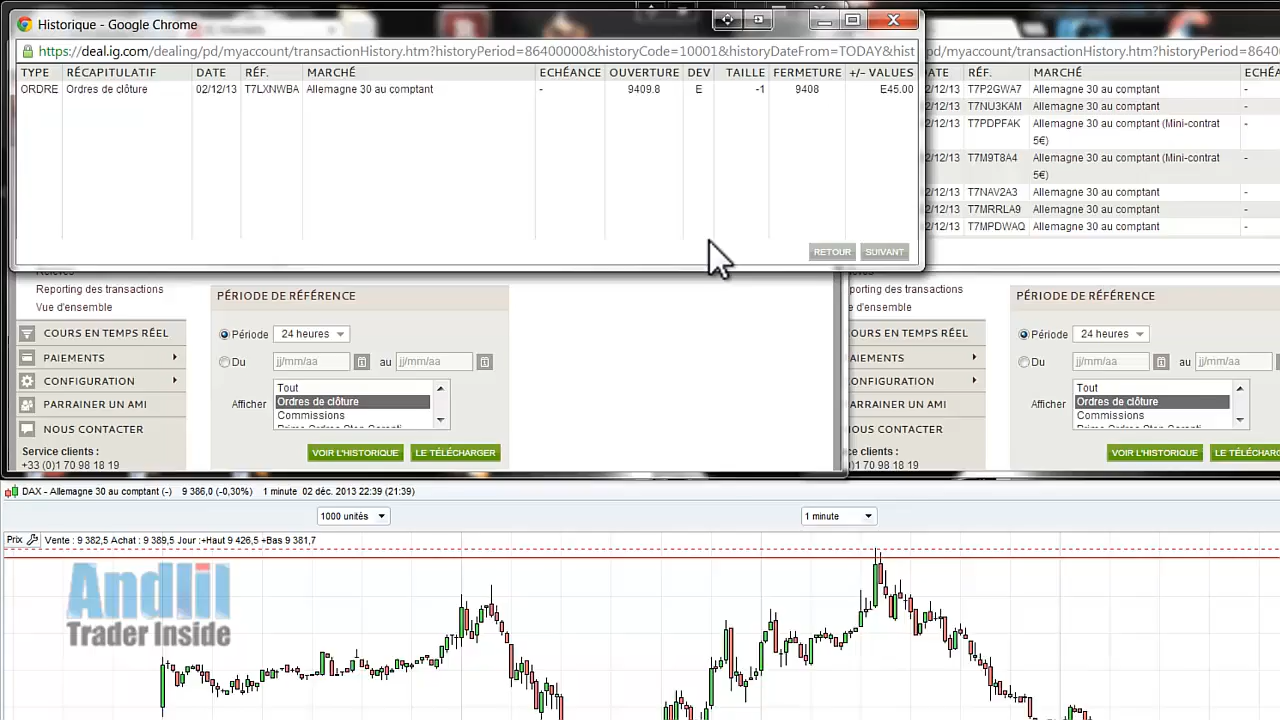 Historique - Google Chrome
https://deal.ig.com/dealing/pd/myaccount/transactionHistory.htm?historyPeriod=86400000&historyCode=10001&historyDateFrom=TODAY&hist
TYPE RÉCAPITULATIF DATE RÉF. MARCHÉ ECHÉANCE OUVERTURE DEV TAILLE FERMETURE +/- VALUES
ORDRE Ordres de clôture 02/12/13 T7LXNWBA Allemagne 30 au comptant - 9409.8 E -1 9408 E45.00
RETOUR SUIVANT
pd/myaccount/transactionHistory.htm?historyPeriod=8640
DATE RÉF. MARCHÉ ECHÉA
2/12/13 T7P2GWA7 Allemagne 30 au comptant -
2/12/13 T7NU3KAM Allemagne 30 au comptant -
2/12/13 T7PDPFAK Allemagne 30 au comptant (Mini-contrat -
5€)
2/12/13 T7M9T8A4 Allemagne 30 au comptant (Mini-contrat -
5€)
2/12/13 T7NAV2A3 Allemagne 30 au comptant -
2/12/13 T7MRRLA9 Allemagne 30 au comptant -
2/12/13 T7MPDWAQ Allemagne 30 au comptant -
Reporting des transactions
Vue d'ensemble
COURS EN TEMPS RÉEL
PAIEMENTS
CONFIGURATION
PARRAINER UN AMI
NOUS CONTACTER
Service clients :
+33 (0)1 70 98 18 19
PÉRIODE DE RÉFÉRENCE
Période 24 heures
Du jj/mm/aa au jj/mm/aa
Tout
Afficher Ordres de clôture
Commissions
VOIR L'HISTORIQUE LE TÉLÉCHARGER
porting des transactions
e d'ensemble
COURS EN TEMPS RÉEL
AIEMENTS
ONFIGURATION
ARRAINER UN AMI
OUS CONTACTER
ce clients :
(0)1 70 98 18 19
PÉRIODE DE RÉFÉRENCE
Période 24 heures
Du jj/mm/aa au jj/mm/aa
Tout
Afficher Ordres de clôture
Commissions
VOIR L'HISTORIQUE LE TÉLÉCHARG
DAX - Allemagne 30 au comptant (-) 9 386,0 (-0,30%) 1 minute 02 déc. 2013 22:39 (21:39)
1000 unités 1 minute
Prix Vente : 9 382,5 Achat : 9 389,5 Jour :+Haut 9 426,5 +Bas 9 381,7
Andlil
Trader Inside